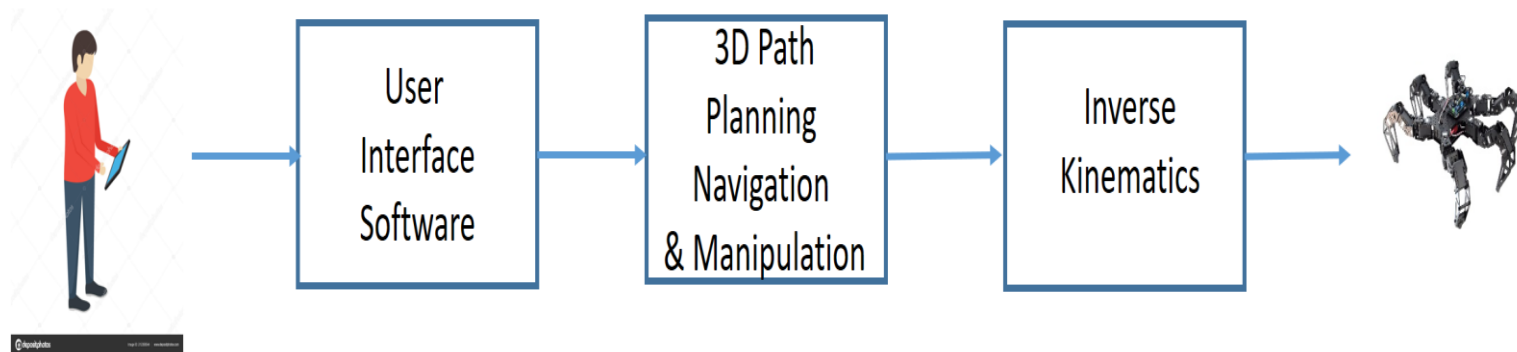 User
Interface
Software
3D Path
Planning
Navigation
& Manipulation
Inverse
Kinematics
depositphotos